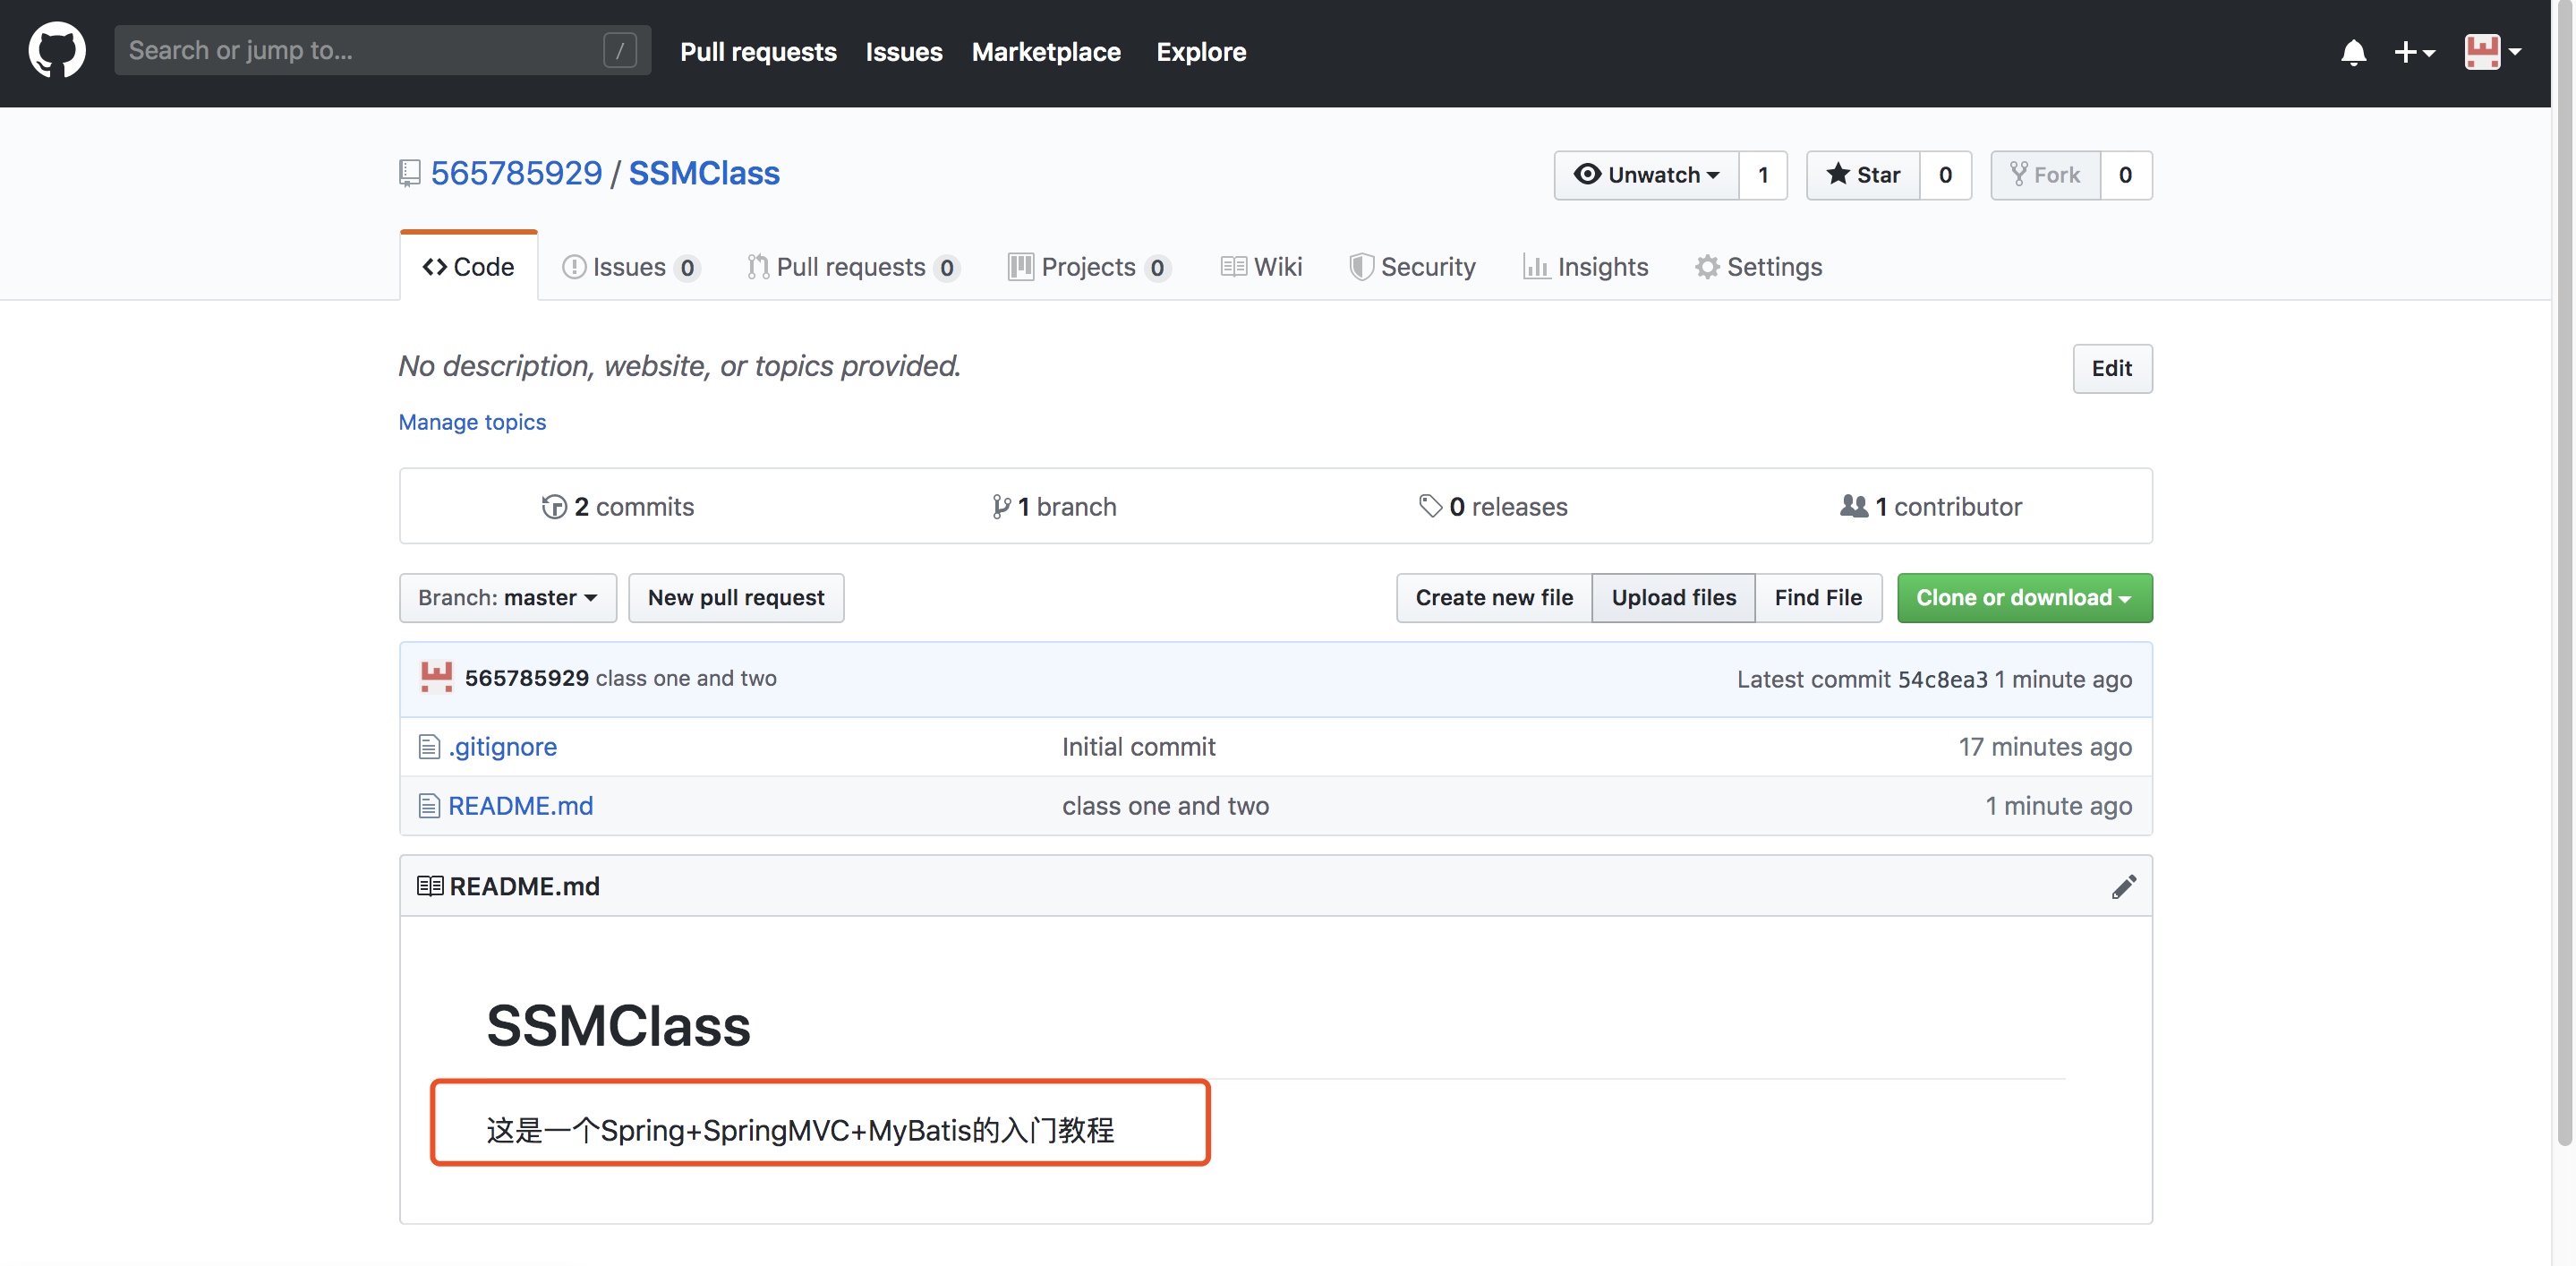 Search or jump to... /
Pull requests Issues Marketplace Explore
565785929 / SSMClass
Unwatch 1 Star 0 Fork 0
Code Issues 0 Pull requests 0 Projects 0 Wiki Security Insights Settings
No description, website, or topics provided.
Edit
Manage topics
2 commits 1 branch 0 releases 1 contributor
Branch: master New pull request Create new file Upload files Find File Clone or download
565785929 class one and two Latest commit 54c8ea3 1 minute ago
.gitignore Initial commit 17 minutes ago
README.md class one and two 1 minute ago
README.md
SSMClass
这是一个Spring+SpringMVC+MyBatis的入门教程